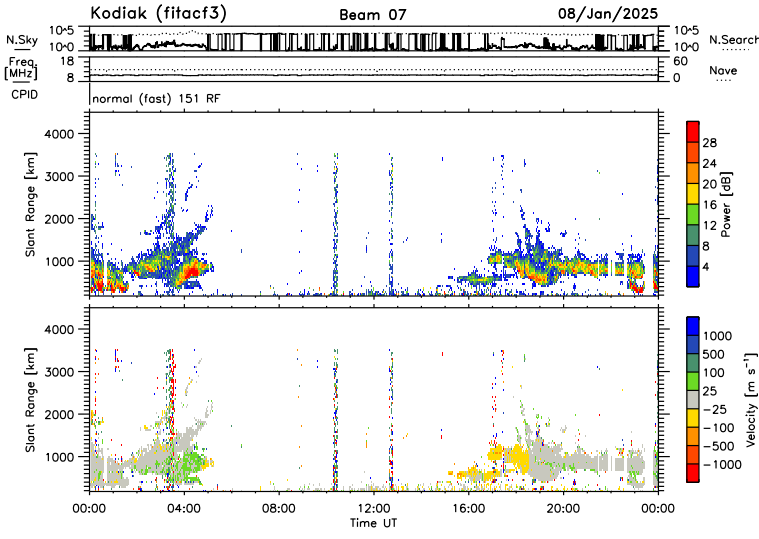 Kodiak (fitacf3) Beam 07 08/Jan/2025
N.Sky 10^5 10^0 10^5 10^0 N.Search
Freq. [MHz] 18 8 60 0 Nave
CPID normal (fast) 151 RF
Slant Range [km] 4000 3000 2000 1000
Power [dB] 28 24 20 16 12 8 4
Slant Range [km] 4000 3000 2000 1000
Velocity [m s⁻¹] 1000 500 100 25 −25 −100 −500 −1000
00:00 04:00 08:00 12:00 16:00 20:00 00:00
Time UT